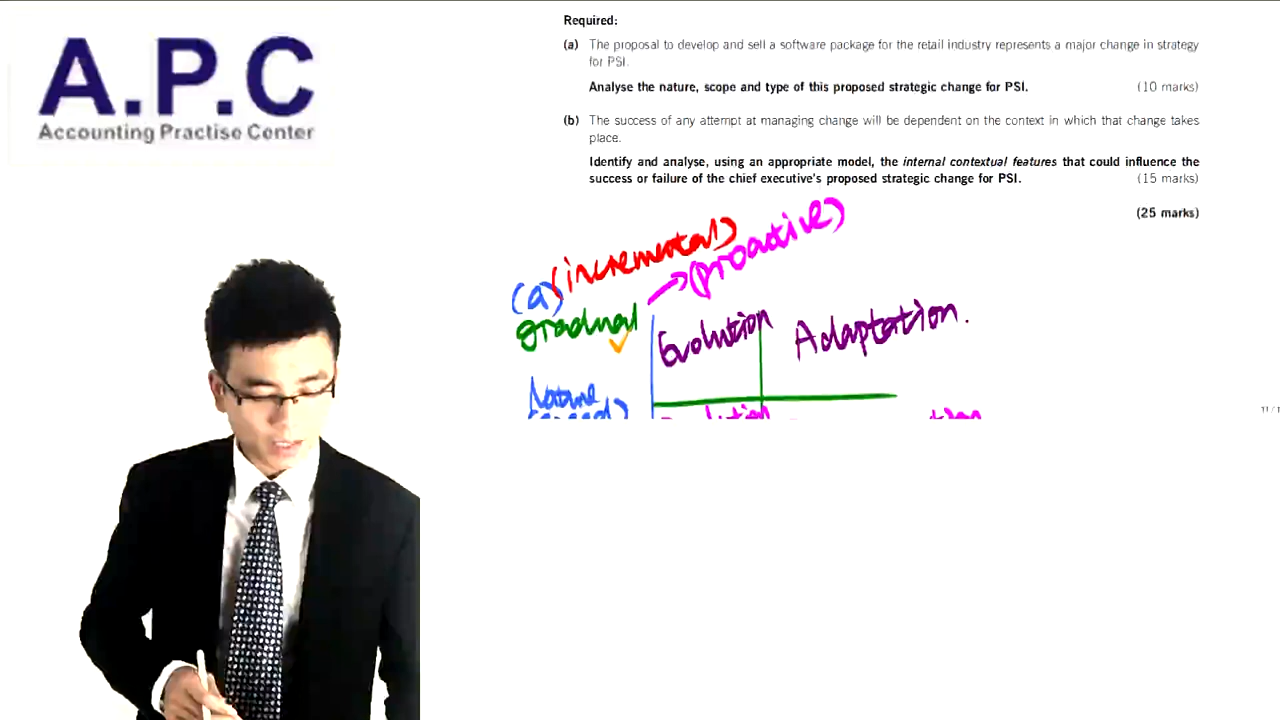 A.P.C
Accounting Practise Center
Required:
(a) The proposal to develop and sell a software package for the retail industry represents a major change in strategy
for PSI.
Analyse the nature, scope and type of this proposed strategic change for PSI. (10 marks)
(b) The success of any attempt at managing change will be dependent on the context in which that change takes
place.
Identify and analyse, using an appropriate model, the internal contextual features that could influence the
success or failure of the chief executive's proposed strategic change for PSI. (15 marks)
(25 marks)
(a) (incremental)
(proactive)
gradual
Evolution Adaptation.
Nature